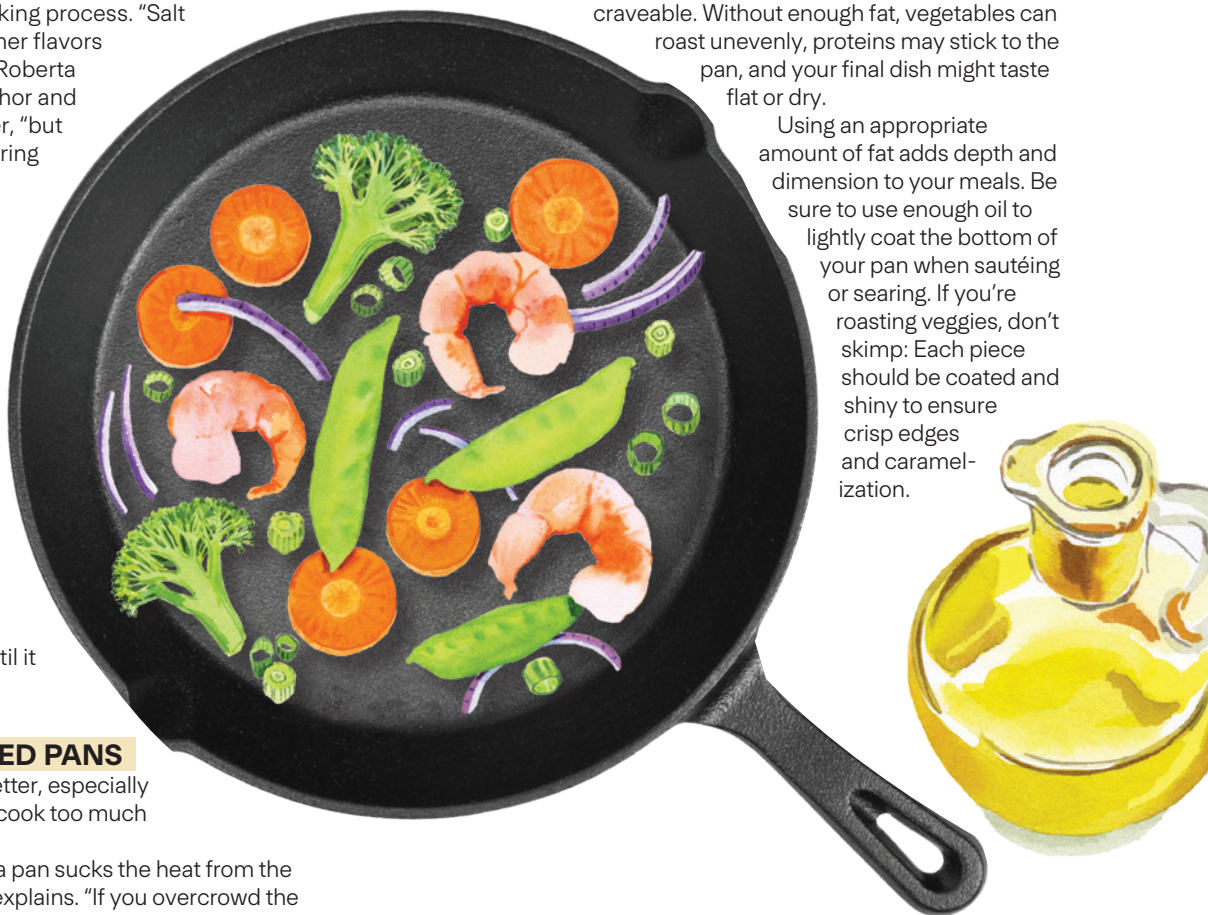 king process. “Salt
her flavors
Roberta
hor and
r, “but
ring
til it
ED PANS
etter, especially
cook too much
a pan sucks the heat from the
explains. “If you overcrowd the
craveable. Without enough fat, vegetables can
roast unevenly, proteins may stick to the
pan, and your final dish might taste
flat or dry.
Using an appropriate
amount of fat adds depth and
dimension to your meals. Be
sure to use enough oil to
lightly coat the bottom of
your pan when sautéing
or searing. If you’re
roasting veggies, don’t
skimp: Each piece
should be coated and
shiny to ensure
crisp edges
and caramel-
ization.